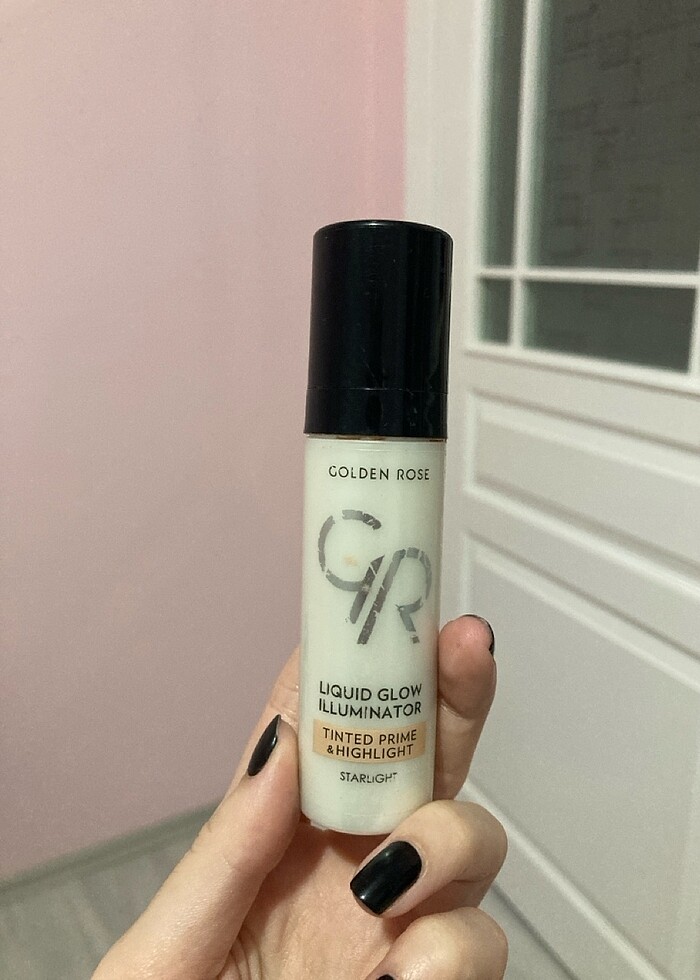 GOLDEN ROSE
GR
LIQUID GLOW
ILLUMINATOR
TINTED PRIME
&HIGHLIGHT
STARLIGHT